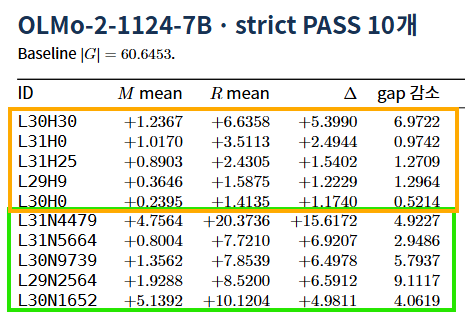 OLMo-2-1124-7B · strict PASS 10개
Baseline |G| = 60.6453.
ID M mean R mean Δ gap 감소
L30H30 +1.2367 +6.6358 +5.3990 6.9722
L31H0 +1.0170 +3.5113 +2.4944 0.9742
L31H25 +0.8903 +2.4305 +1.5402 1.2709
L29H9 +0.3646 +1.5875 +1.2229 1.2964
L30H0 +0.2395 +1.4135 +1.1740 0.5214
L31N4479 +4.7564 +20.3736 +15.6172 4.9227
L31N5664 +0.8004 +7.7210 +6.9207 2.9486
L30N9739 +1.3562 +7.8539 +6.4978 5.7937
L29N2564 +1.9288 +8.5200 +6.5912 9.1117
L30N1652 +5.1392 +10.1204 +4.9811 4.0619